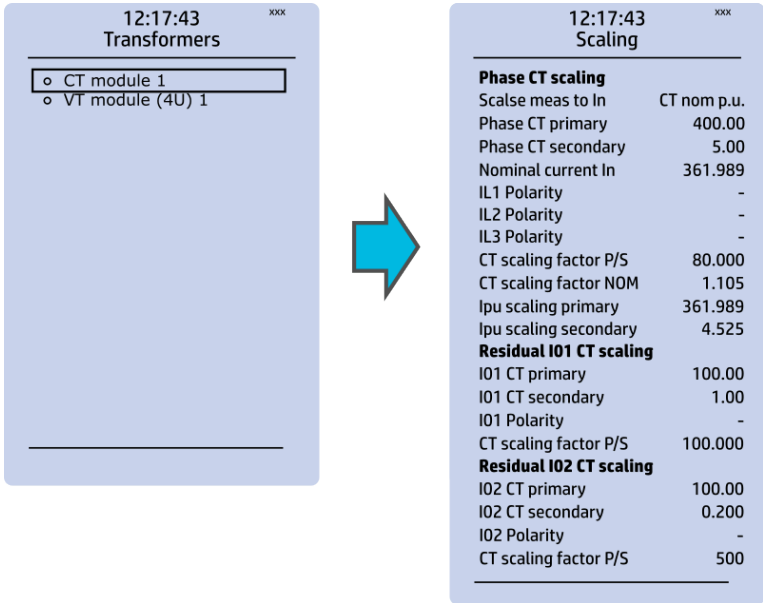 12:17:43 xxx
Transformers
CT module 1
VT module (4U) 1
12:17:43 xxx
Scaling
Phase CT scaling
Scalse meas to In CT nom p.u.
Phase CT primary 400.00
Phase CT secondary 5.00
Nominal current In 361.989
IL1 Polarity -
IL2 Polarity -
IL3 Polarity -
CT scaling factor P/S 80.000
CT scaling factor NOM 1.105
Ipu scaling primary 361.989
Ipu scaling secondary 4.525
Residual I01 CT scaling
I01 CT primary 100.00
I01 CT secondary 1.00
I01 Polarity -
CT scaling factor P/S 100.000
Residual I02 CT scaling
I02 CT primary 100.00
I02 CT secondary 0.200
I02 Polarity -
CT scaling factor P/S 500